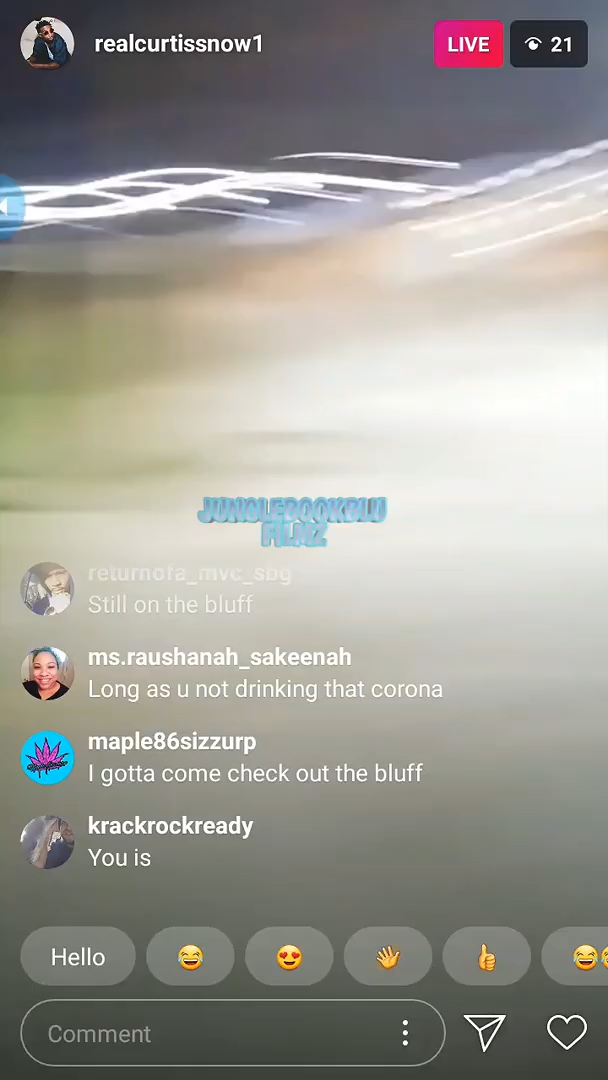 realcurtissnow1
LIVE
21
JUNGLEBOOKBLU
FILMZ
returnofa_mvc_sbg
Still on the bluff
ms.raushanah_sakeenah
Long as u not drinking that corona
maple86sizzurp
I gotta come check out the bluff
krackrockready
You is
Hello
Comment